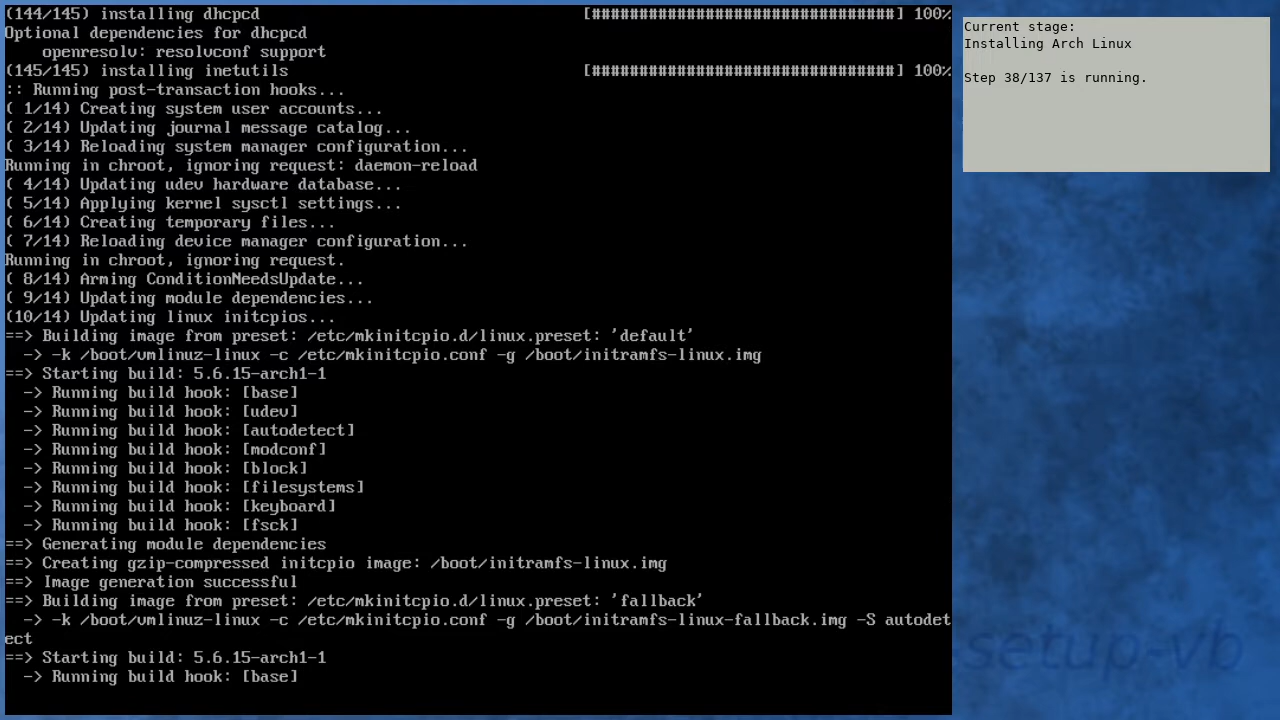 (144/145) installing dhcpcd [################################] 100%
Optional dependencies for dhcpcd
    openresolv: resolvconf support
(145/145) installing inetutils [################################] 100%
:: Running post-transaction hooks...
( 1/14) Creating system user accounts...
( 2/14) Updating journal message catalog...
( 3/14) Reloading system manager configuration...
Running in chroot, ignoring request: daemon-reload
( 4/14) Updating udev hardware database...
( 5/14) Applying kernel sysctl settings...
( 6/14) Creating temporary files...
( 7/14) Reloading device manager configuration...
Running in chroot, ignoring request.
( 8/14) Arming ConditionNeedsUpdate...
( 9/14) Updating module dependencies...
(10/14) Updating linux initcpios...
==> Building image from preset: /etc/mkinitcpio.d/linux.preset: 'default'
  -> -k /boot/vmlinuz-linux -c /etc/mkinitcpio.conf -g /boot/initramfs-linux.img
==> Starting build: 5.6.15-arch1-1
  -> Running build hook: [base]
  -> Running build hook: [udev]
  -> Running build hook: [autodetect]
  -> Running build hook: [modconf]
  -> Running build hook: [block]
  -> Running build hook: [filesystems]
  -> Running build hook: [keyboard]
  -> Running build hook: [fsck]
==> Generating module dependencies
==> Creating gzip-compressed initcpio image: /boot/initramfs-linux.img
==> Image generation successful
==> Building image from preset: /etc/mkinitcpio.d/linux.preset: 'fallback'
  -> -k /boot/vmlinuz-linux -c /etc/mkinitcpio.conf -g /boot/initramfs-linux-fallback.img -S autodet
ect
==> Starting build: 5.6.15-arch1-1
  -> Running build hook: [base]
Current stage:
Installing Arch Linux
Step 38/137 is running.
setup-vb